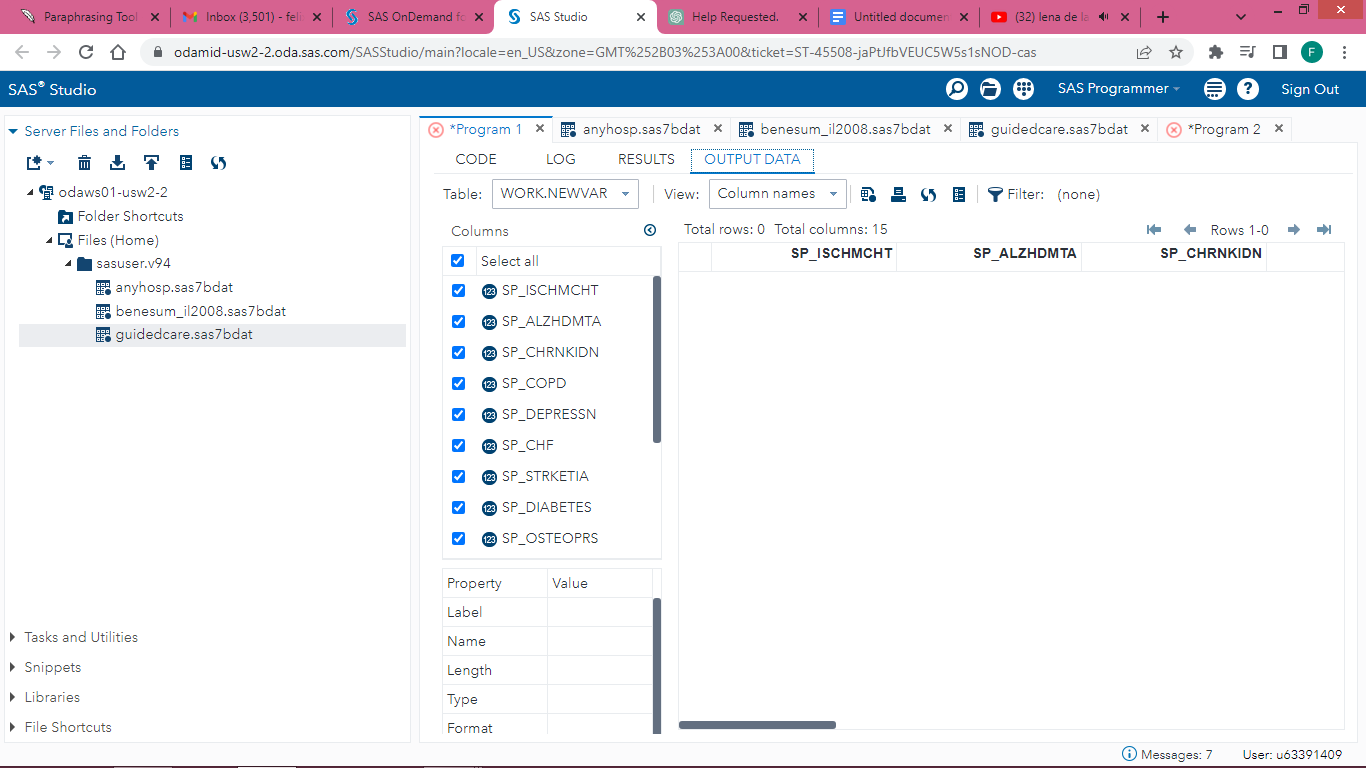 Paraphrasing Tool
Inbox (3,501) - feli
SAS OnDemand fo
SAS Studio
Help Requested.
Untitled documen
(32) lena de la
odamid-usw2-2.oda.sas.com/SASStudio/main?locale=en_US&zone=GMT%252B03%253A00&ticket=ST-45508-jaPtJfbVEUC5W5s1sNOD-cas
F
SAS® Studio
SAS Programmer
Sign Out
Server Files and Folders
odaws01-usw2-2
Folder Shortcuts
Files (Home)
sasuser.v94
anyhosp.sas7bdat
benesum_il2008.sas7bdat
guidedcare.sas7bdat
Tasks and Utilities
Snippets
Libraries
File Shortcuts
*Program 1
anyhosp.sas7bdat
benesum_il2008.sas7bdat
guidedcare.sas7bdat
*Program 2
CODE
LOG
RESULTS
OUTPUT DATA
Table: WORK.NEWVAR
View: Column names
Filter: (none)
Columns
Total rows: 0 Total columns: 15
Rows 1-0
Select all
SP_ISCHMCHT
SP_ALZHDMTA
SP_CHRNKIDN
SP_COPD
SP_DEPRESSN
SP_CHF
SP_STRKETIA
SP_DIABETES
SP_OSTEOPRS
SP_ISCHMCHT SP_ALZHDMTA SP_CHRNKIDN
Property Value
Label
Name
Length
Type
Format
Messages: 7
User: u63391409